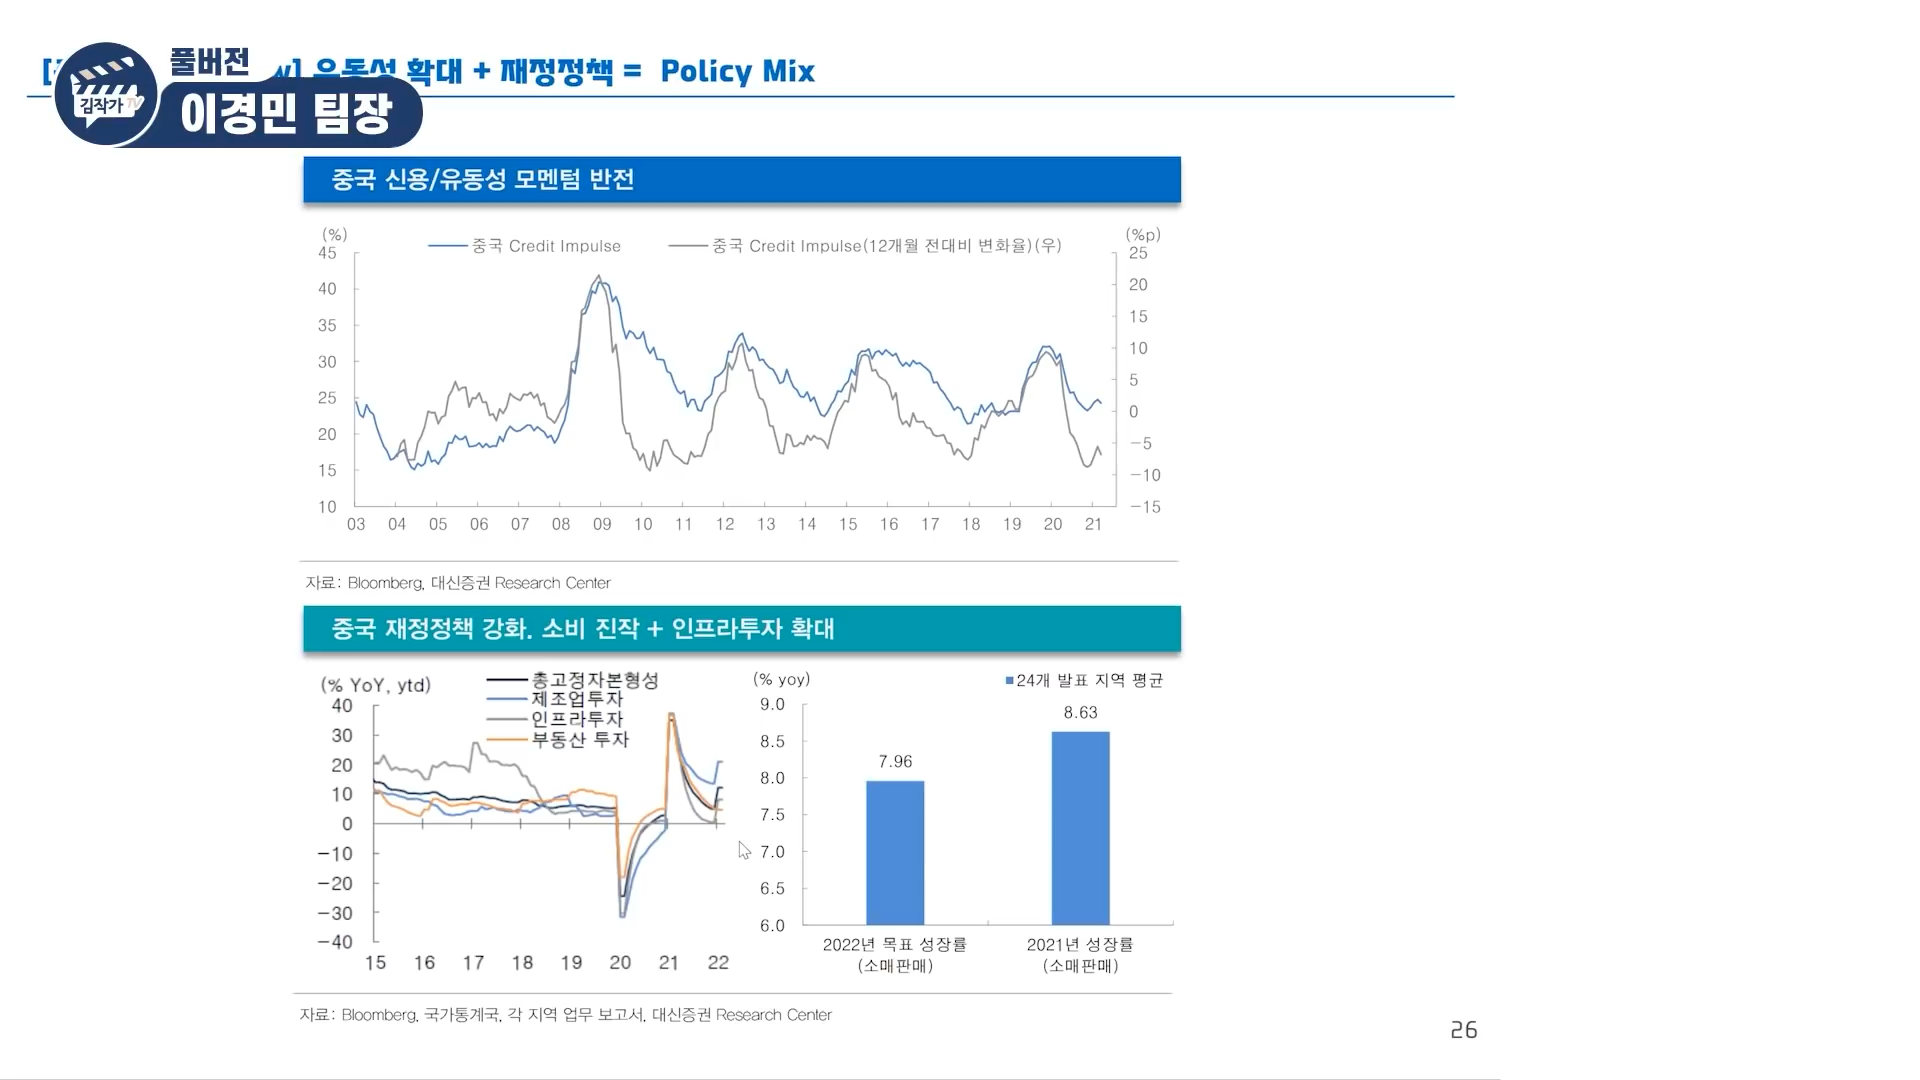 풀버전
이경민 팀장
김작가 TV
확대 + 재정정책 = Policy Mix
중국 신용/유동성 모멘텀 반전
(%)
중국 Credit Impulse
중국 Credit Impulse(12개월 전대비 변화율)(우)
(%p)
45
40
35
30
25
20
15
10
25
20
15
10
5
0
−5
−10
−15
03 04 05 06 07 08 09 10 11 12 13 14 15 16 17 18 19 20 21
자료: Bloomberg, 대신증권 Research Center
중국 재정정책 강화. 소비 진작 + 인프라투자 확대
(% YoY, ytd)
총고정자본형성
제조업투자
인프라투자
부동산 투자
40
30
20
10
0
−10
−20
−30
−40
15 16 17 18 19 20 21 22
(% yoy)
24개 발표 지역 평균
9.0
8.5
8.0
7.5
7.0
6.5
6.0
7.96
8.63
2022년 목표 성장률
(소매판매)
2021년 성장률
(소매판매)
자료: Bloomberg, 국가통계국, 각 지역 업무 보고서, 대신증권 Research Center
26